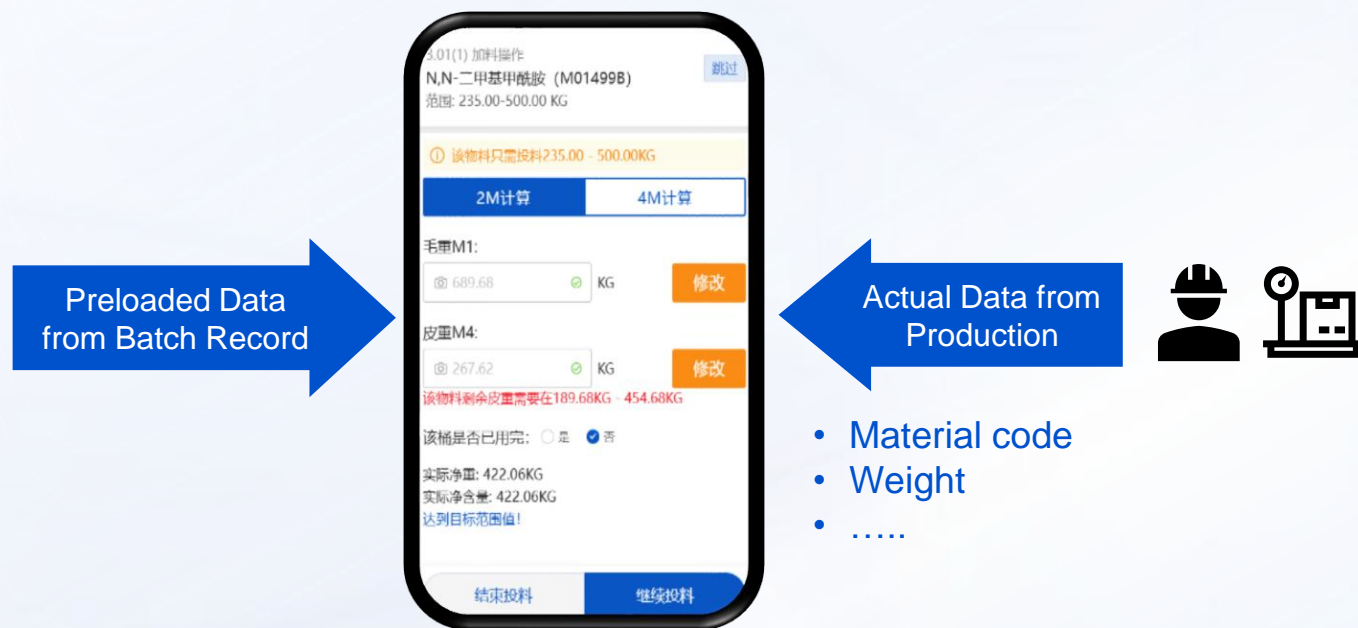 3.01(1) 加料操作
跳过
N,N-二甲基甲酰胺 (M01499B)
范围: 235.00-500.00 KG
该物料只需投料235.00 - 500.00KG
2M计算
4M计算
毛重M1:
689.68
KG
修改
皮重M4:
267.62
KG
修改
该物料剩余皮重需要在189.68KG - 454.68KG
该桶是否已用完: 是 否
实际净重: 422.06KG
实际净含量: 422.06KG
达到目标范围值!
结束投料
继续投料
Preloaded Data
from Batch Record
Actual Data from
Production
• Material code
• Weight
• …..